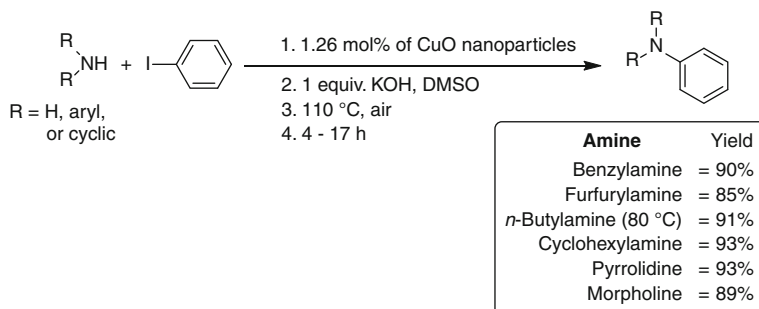 R
NH
R
+
I
R = H, aryl,
or cyclic
1. 1.26 mol% of CuO nanoparticles
2. 1 equiv. KOH, DMSO
3. 110 °C, air
4. 4 - 17 h
R
N
R
Amine Yield
Benzylamine = 90%
Furfurylamine = 85%
n-Butylamine (80 °C) = 91%
Cyclohexylamine = 93%
Pyrrolidine = 93%
Morpholine = 89%